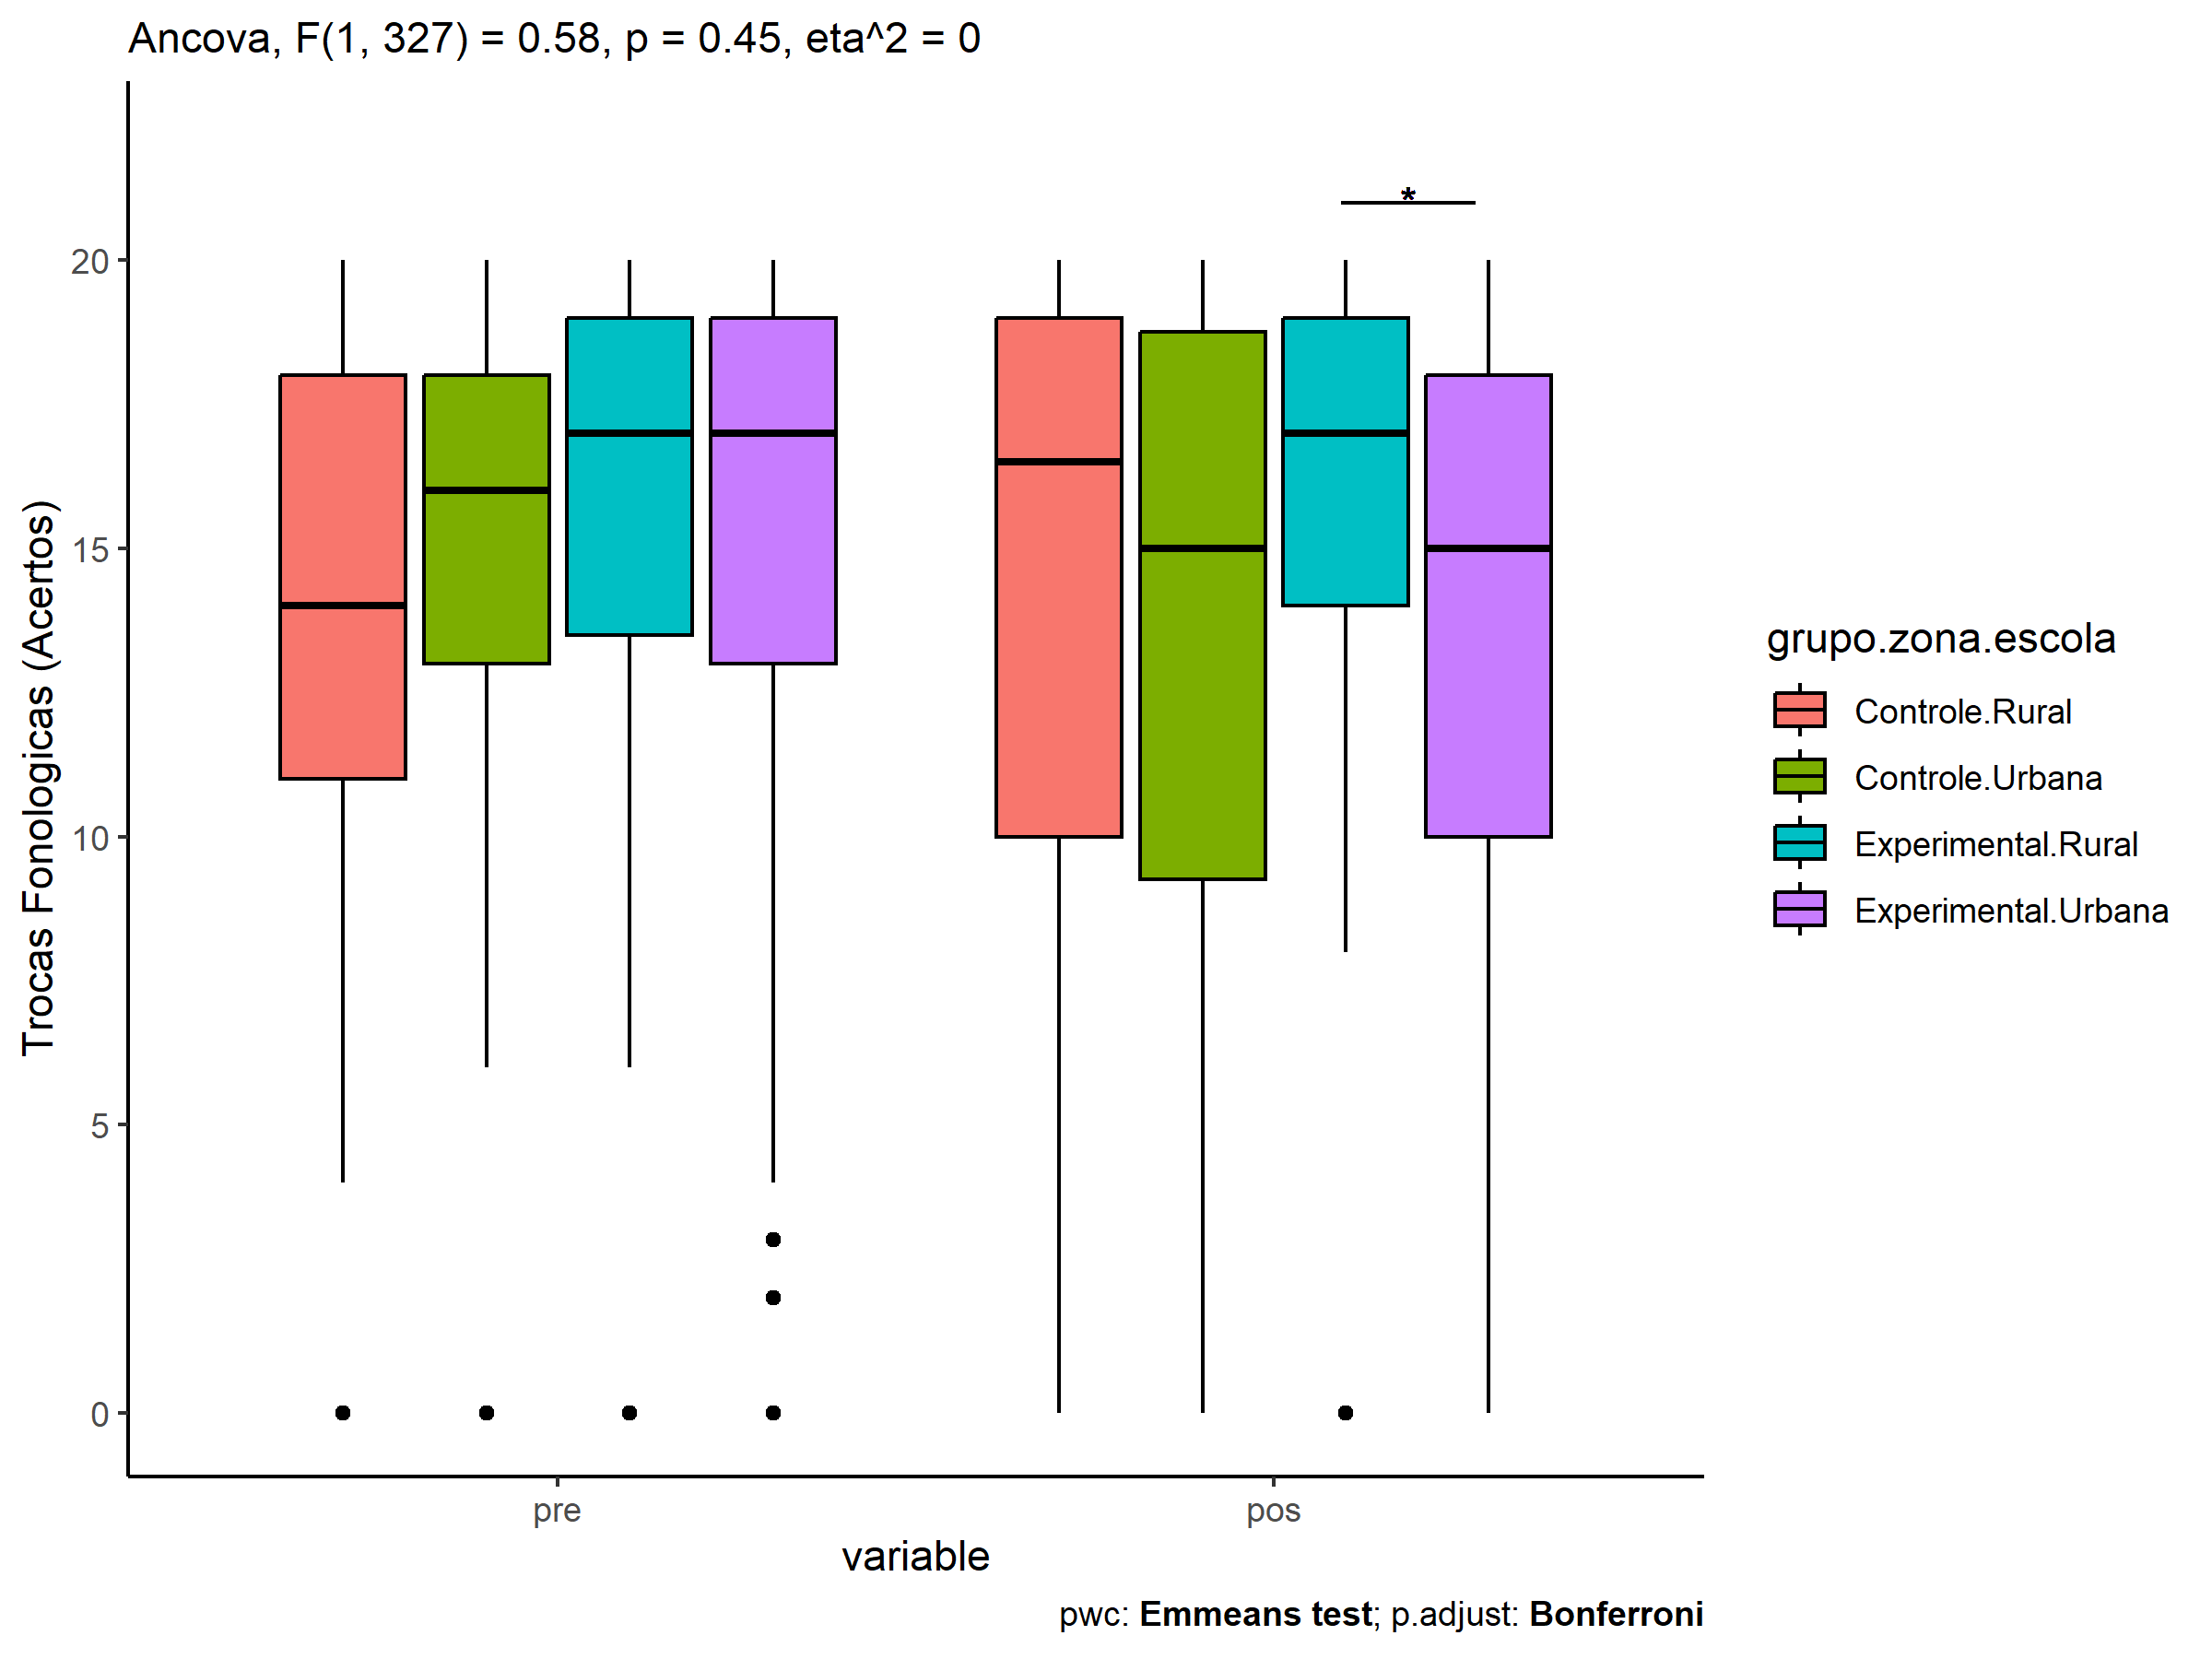 Ancova, F(1, 327) = 0.58, p = 0.45, eta^2 = 0
*
20
15
10
5
0
Trocas Fonologicas (Acertos)
pre
pos
variable
grupo.zona.escola
Controle.Rural
Controle.Urbana
Experimental.Rural
Experimental.Urbana
pwc: Emmeans test; p.adjust: Bonferroni